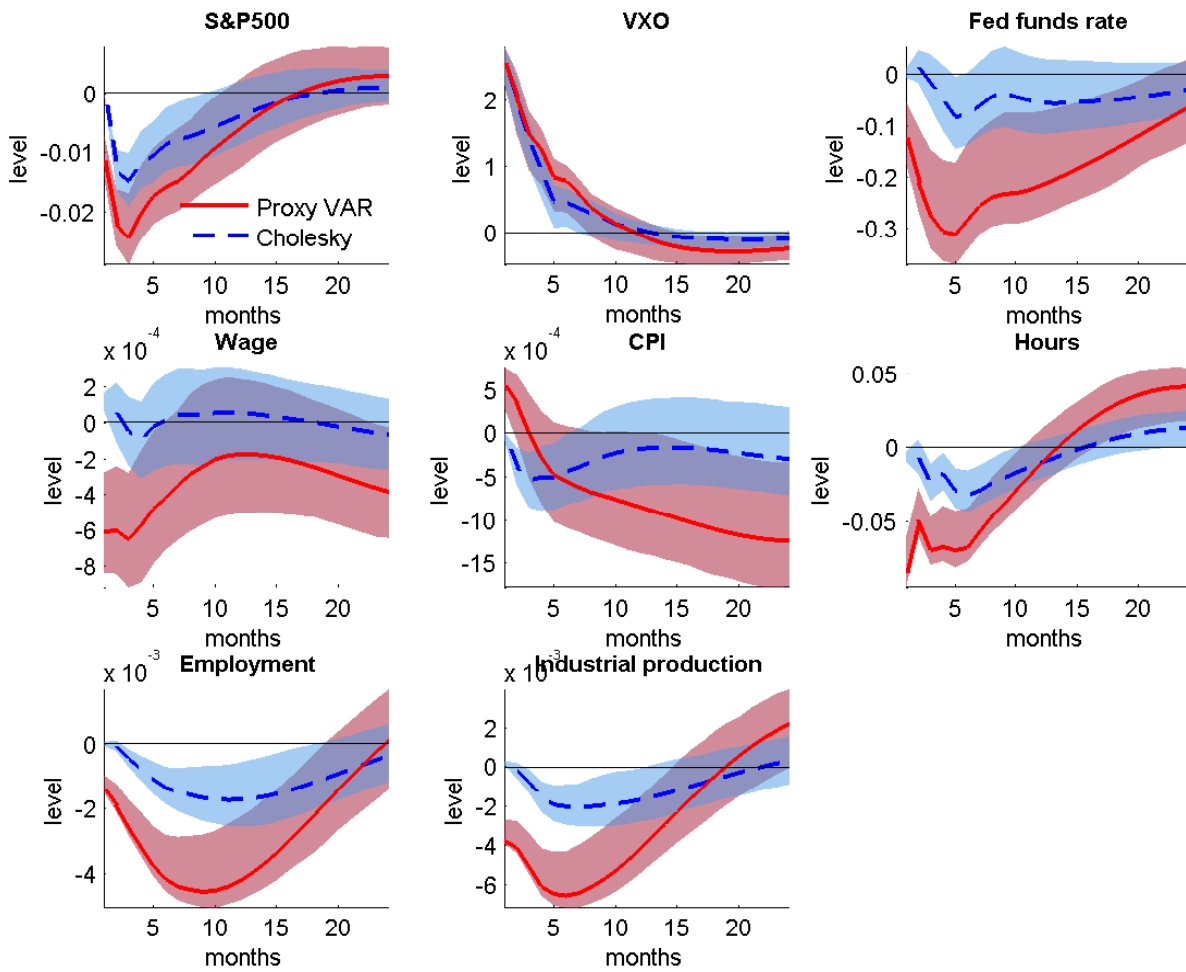 S&P500
0
-0.01
-0.02
level
Proxy VAR
Cholesky
5 10 15 20
months
VXO
2
1
0
level
5 10 15 20
months
Fed funds rate
0
-0.1
-0.2
-0.3
level
5 10 15 20
months
Wage
x 10 -4
2
0
-2
-4
-6
-8
level
5 10 15 20
months
CPI
x 10 -4
5
0
-5
-10
-15
level
5 10 15 20
months
Hours
0.05
0
-0.05
level
5 10 15 20
months
Employment
x 10 -3
0
-2
-4
level
5 10 15 20
months
Industrial production
x 10 -3
2
0
-2
-4
-6
level
5 10 15 20
months